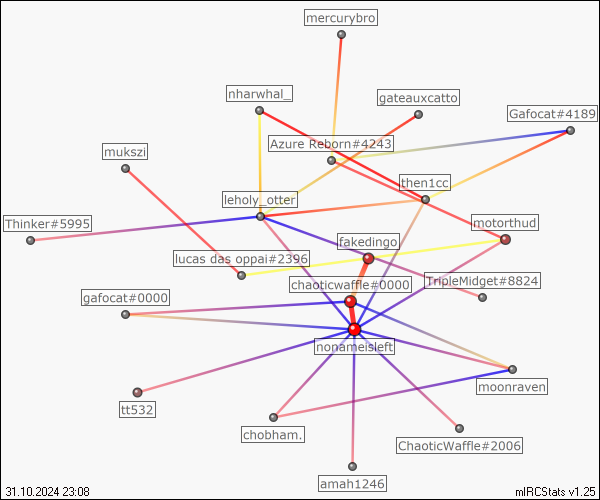 mercurybro
nharwhal_
gateauxcatto
Gafocat#4189
Azure Reborn#4243
mukszi
then1cc
leholy_otter
Thinker#5995
motorthud
fakedingo
lucas das oppai#2396
chaoticwaffle#0000
TripleMidget#8824
gafocat#0000
nonameisleft
moonraven
tt532
chobham.
ChaoticWaffle#2006
amah1246
31.10.2024 23:08
mIRCStats v1.25